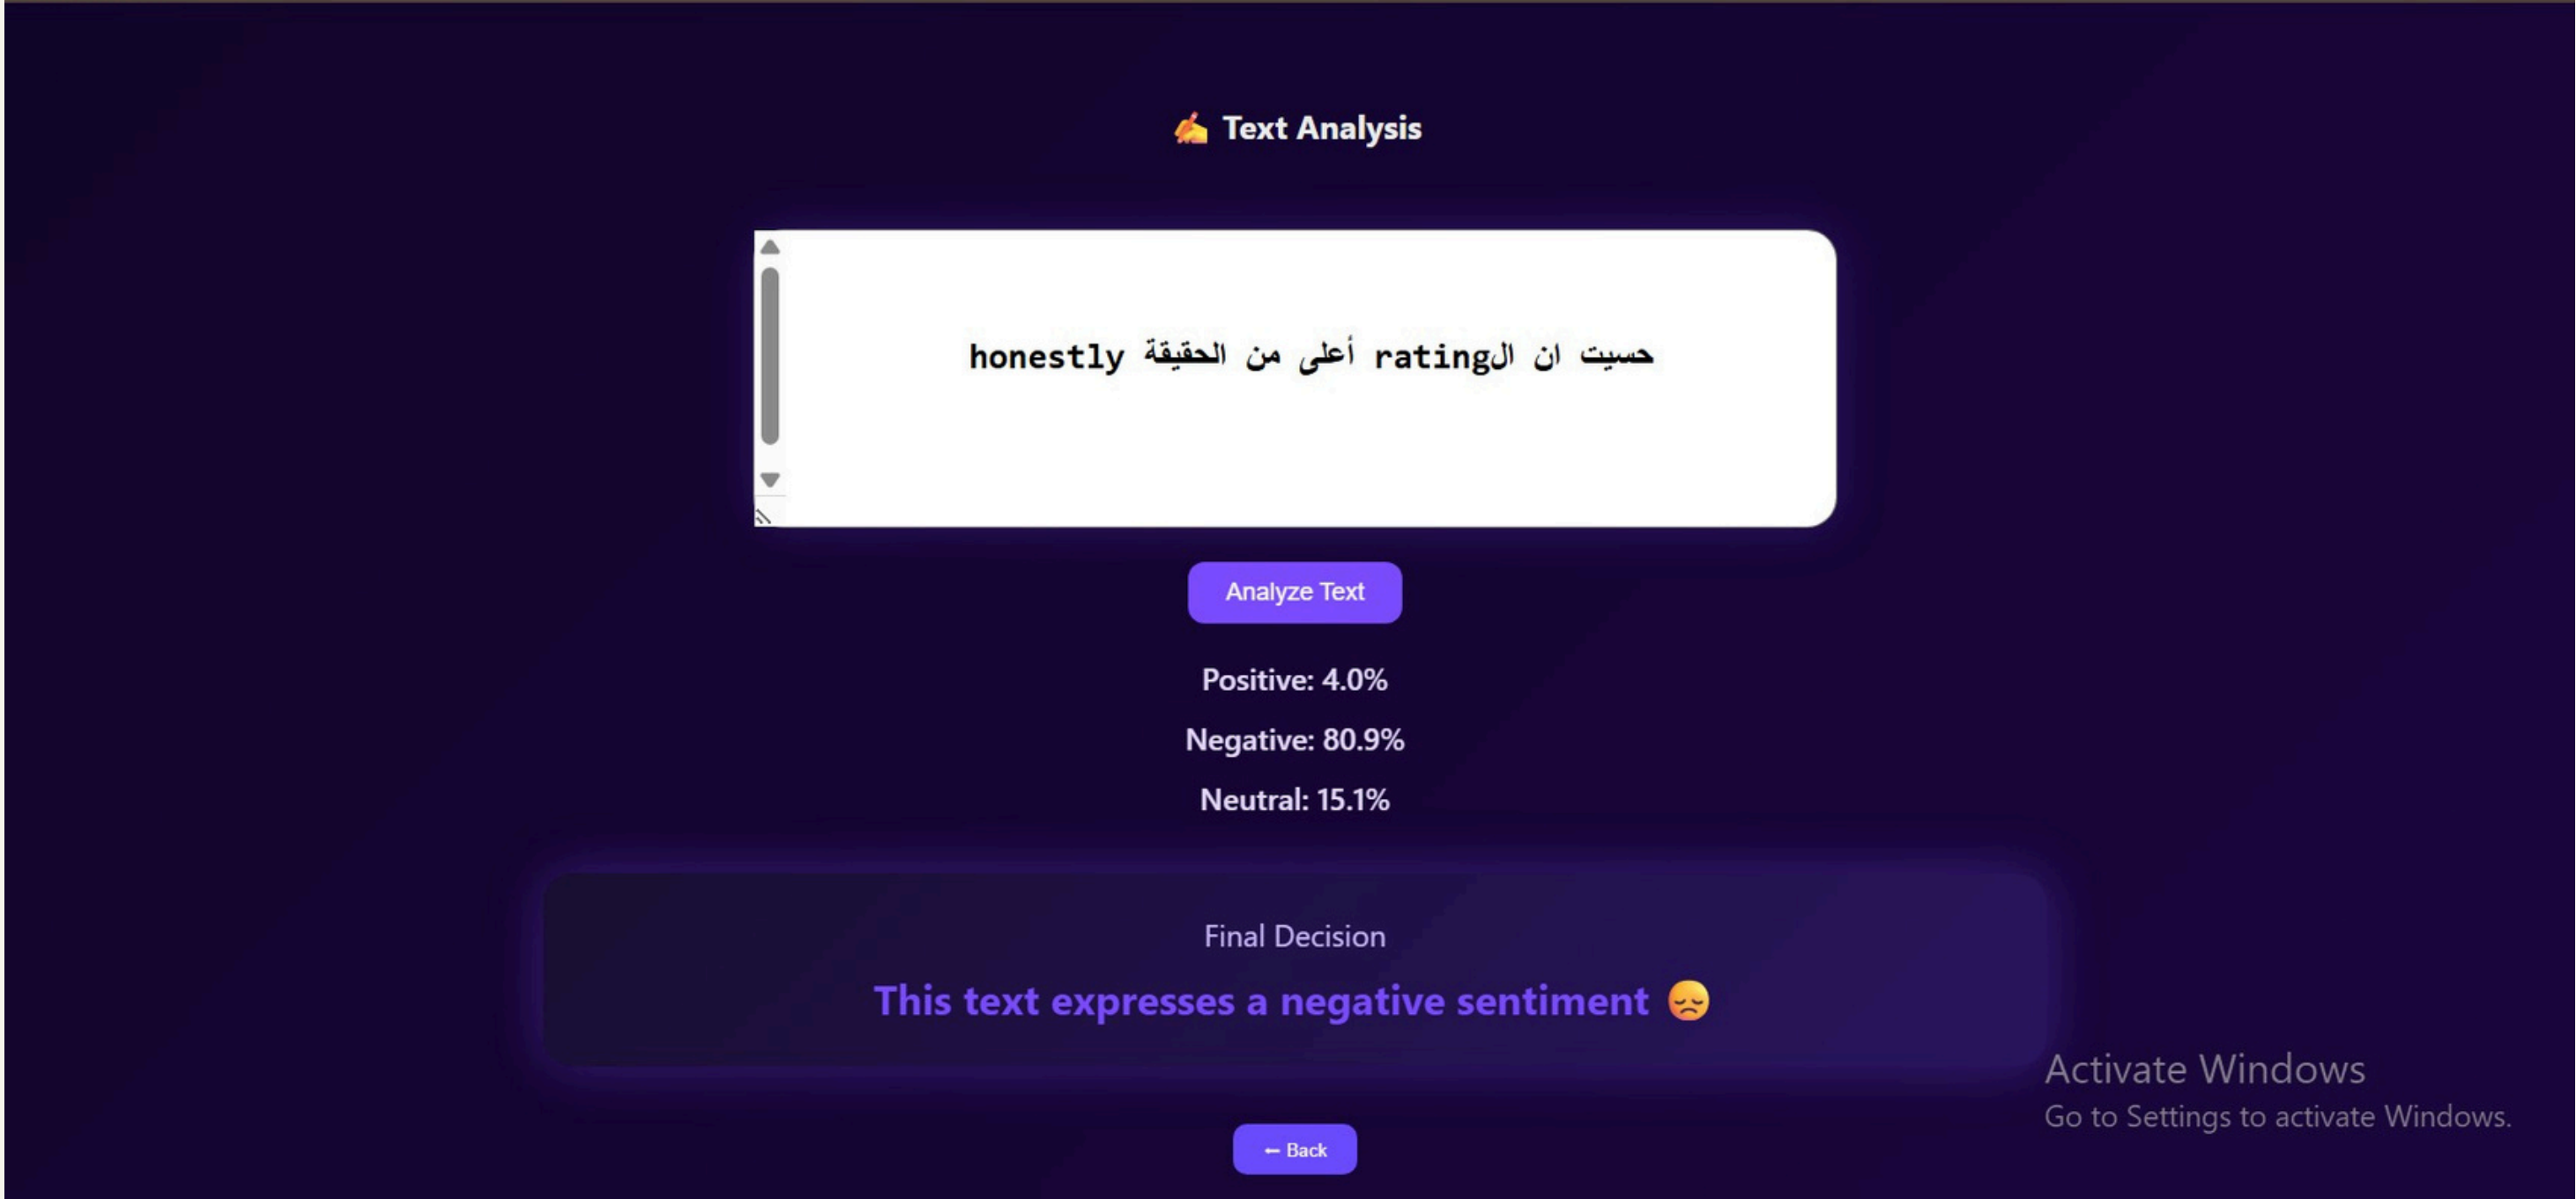 ✍ Text Analysis
حسيت ان الrating أعلى من الحقيقة honestly
Analyze Text
Positive: 4.0%
Negative: 80.9%
Neutral: 15.1%
Final Decision
This text expresses a negative sentiment 😞
← Back
Activate Windows
Go to Settings to activate Windows.